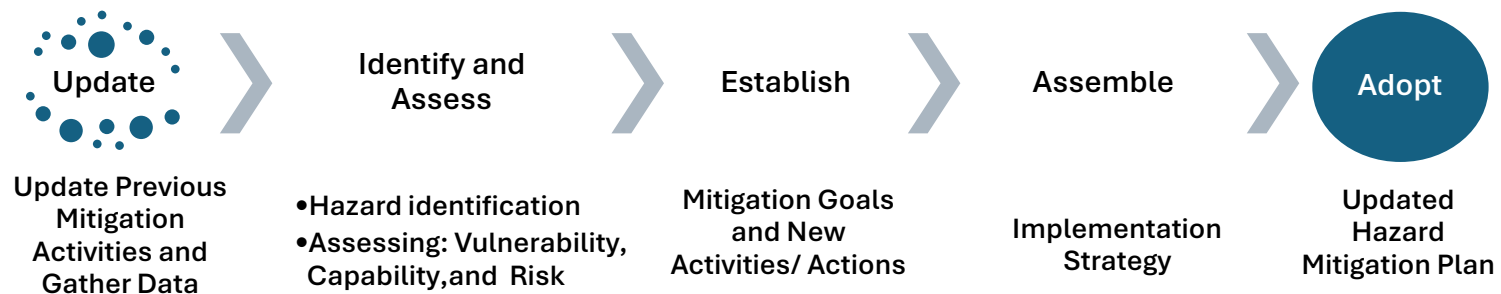 Update
Update Previous
Mitigation
Activities and
Gather Data
Identify and
Assess
•Hazard identification
•Assessing: Vulnerability,
Capability,and Risk
Establish
Mitigation Goals
and New
Activities/ Actions
Assemble
Implementation
Strategy
Adopt
Updated
Hazard
Mitigation Plan